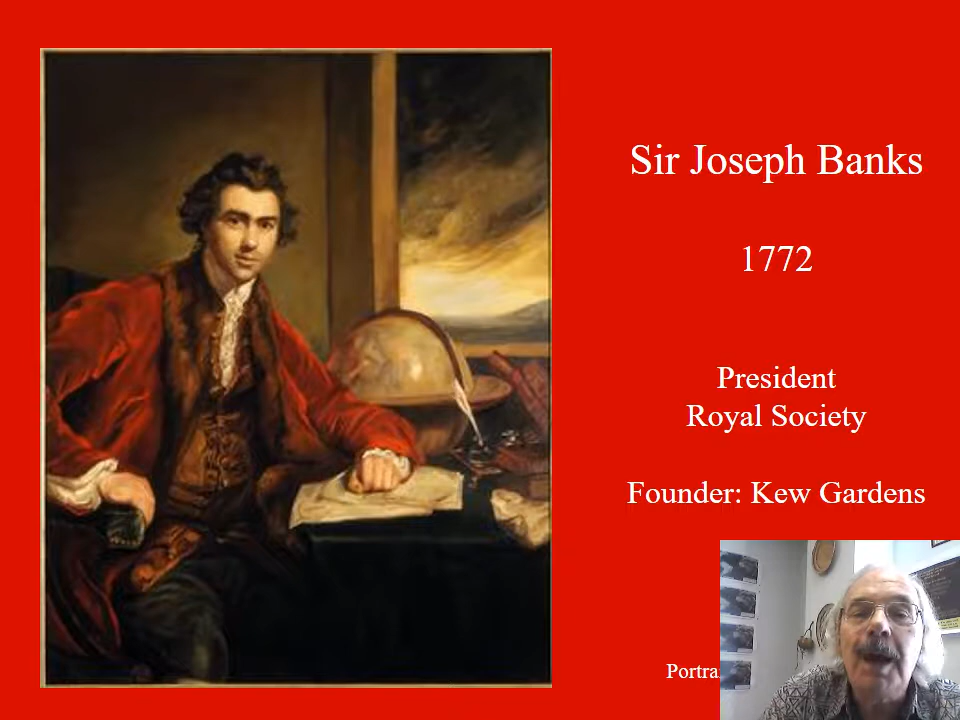 Sir Joseph Banks
1772
President
Royal Society
Founder: Kew Gardens